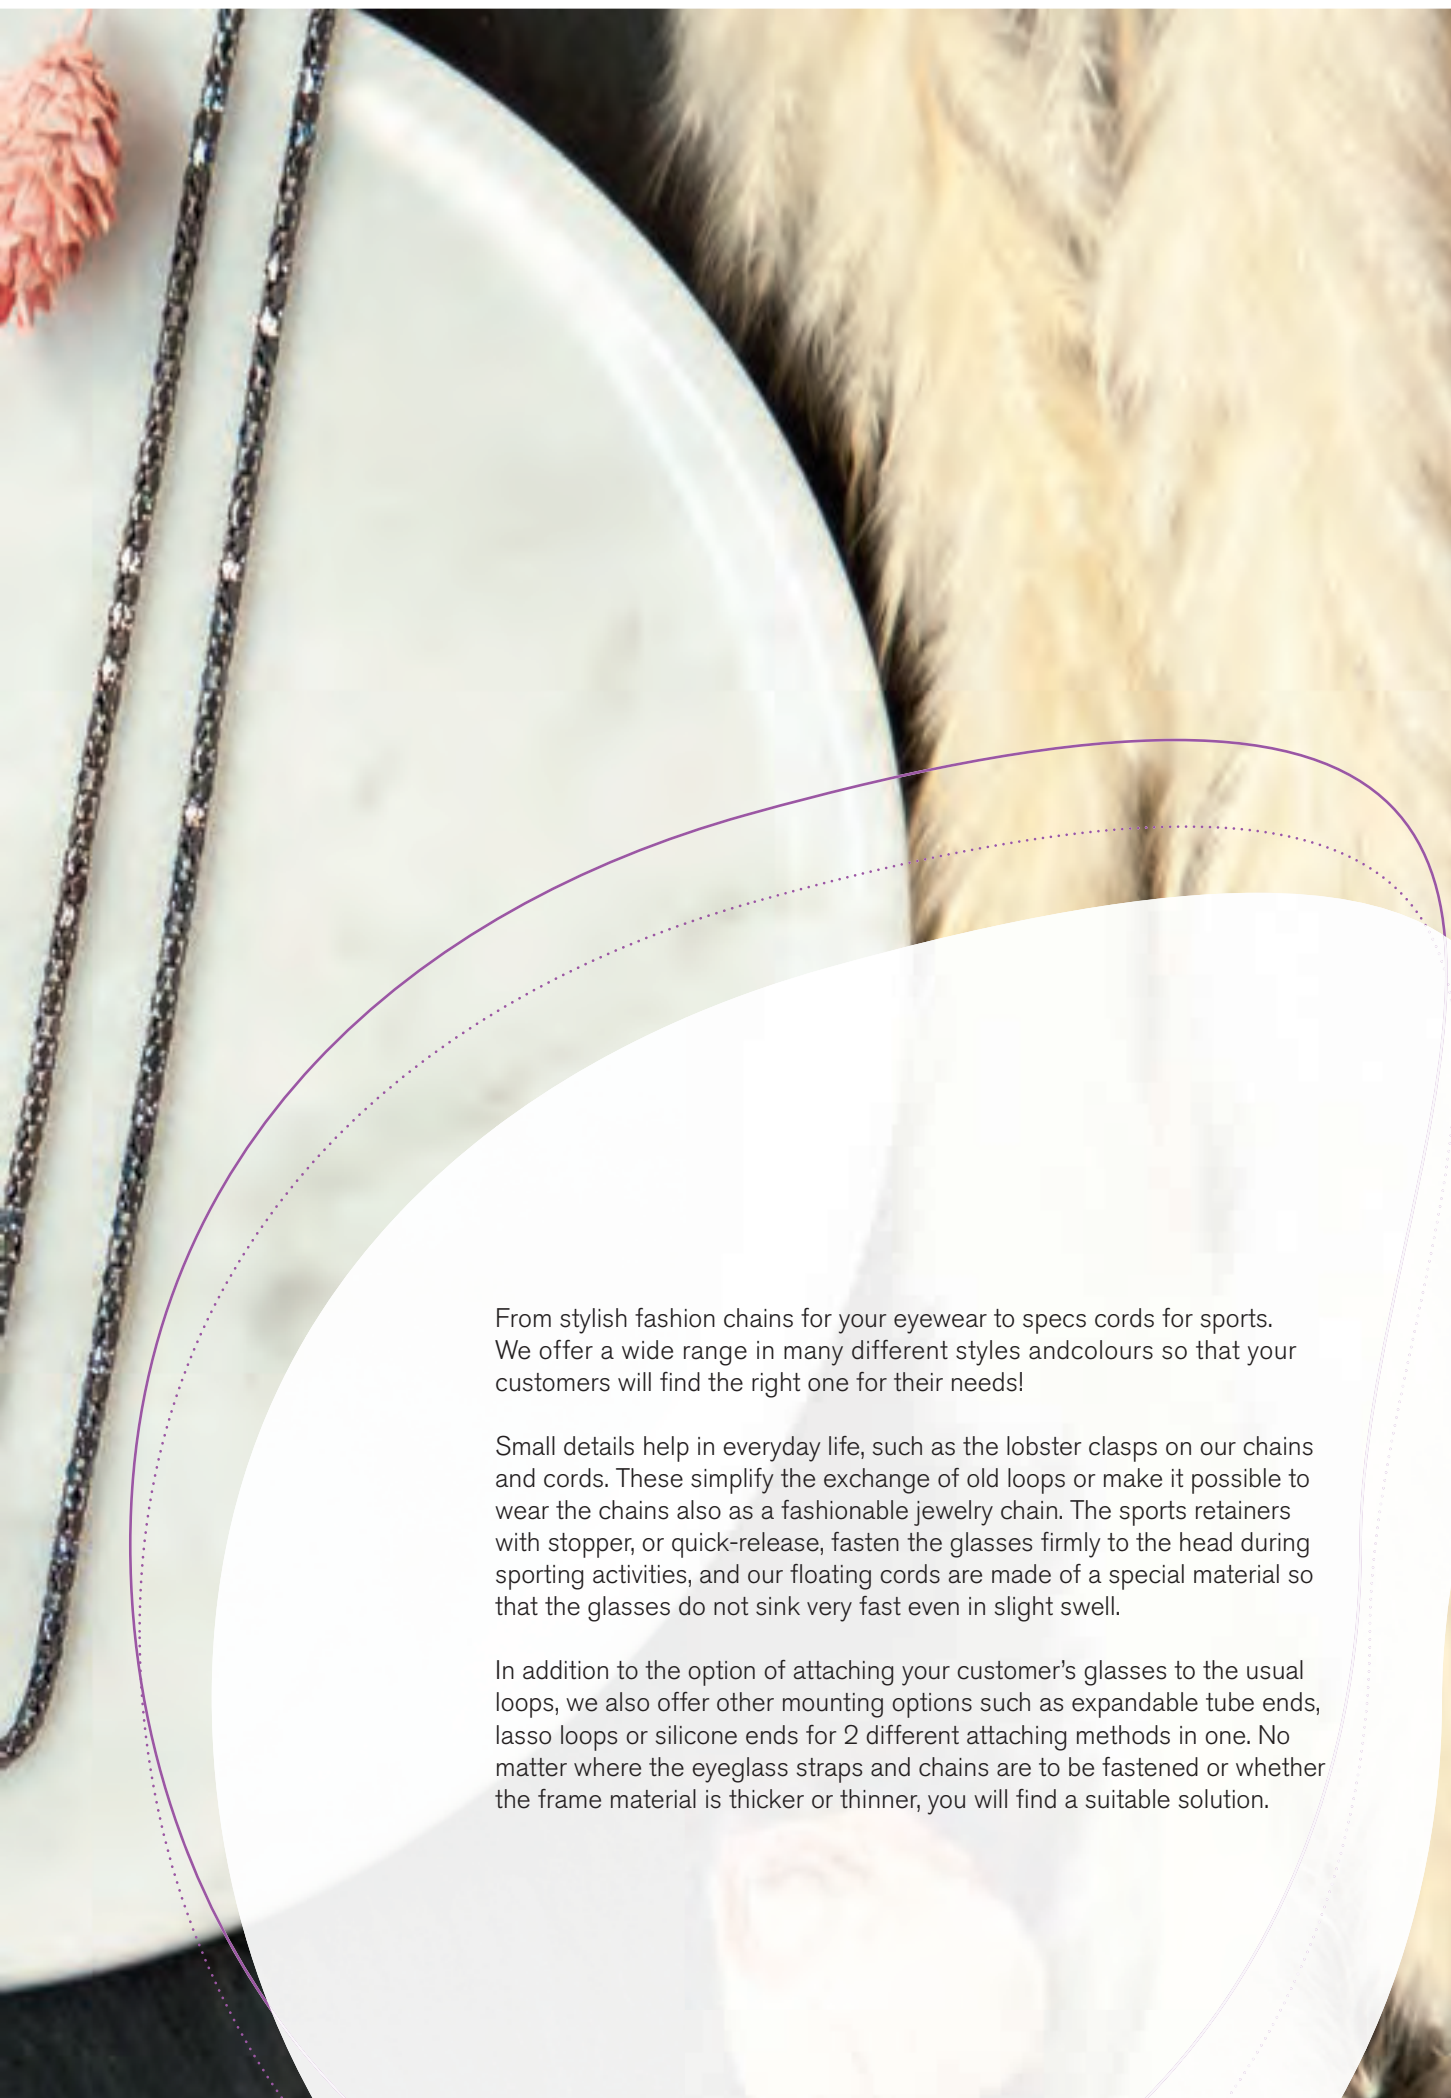 From stylish fashion chains for your eyewear to specs cords for sports.
We offer a wide range in many different styles andcolours so that your
customers will find the right one for their needs!
Small details help in everyday life, such as the lobster clasps on our chains
and cords. These simplify the exchange of old loops or make it possible to
wear the chains also as a fashionable jewelry chain. The sports retainers
with stopper, or quick-release, fasten the glasses firmly to the head during
sporting activities, and our floating cords are made of a special material so
that the glasses do not sink very fast even in slight swell.
In addition to the option of attaching your customer’s glasses to the usual
loops, we also offer other mounting options such as expandable tube ends,
lasso loops or silicone ends for 2 different attaching methods in one. No
matter where the eyeglass straps and chains are to be fastened or whether
the frame material is thicker or thinner, you will find a suitable solution.